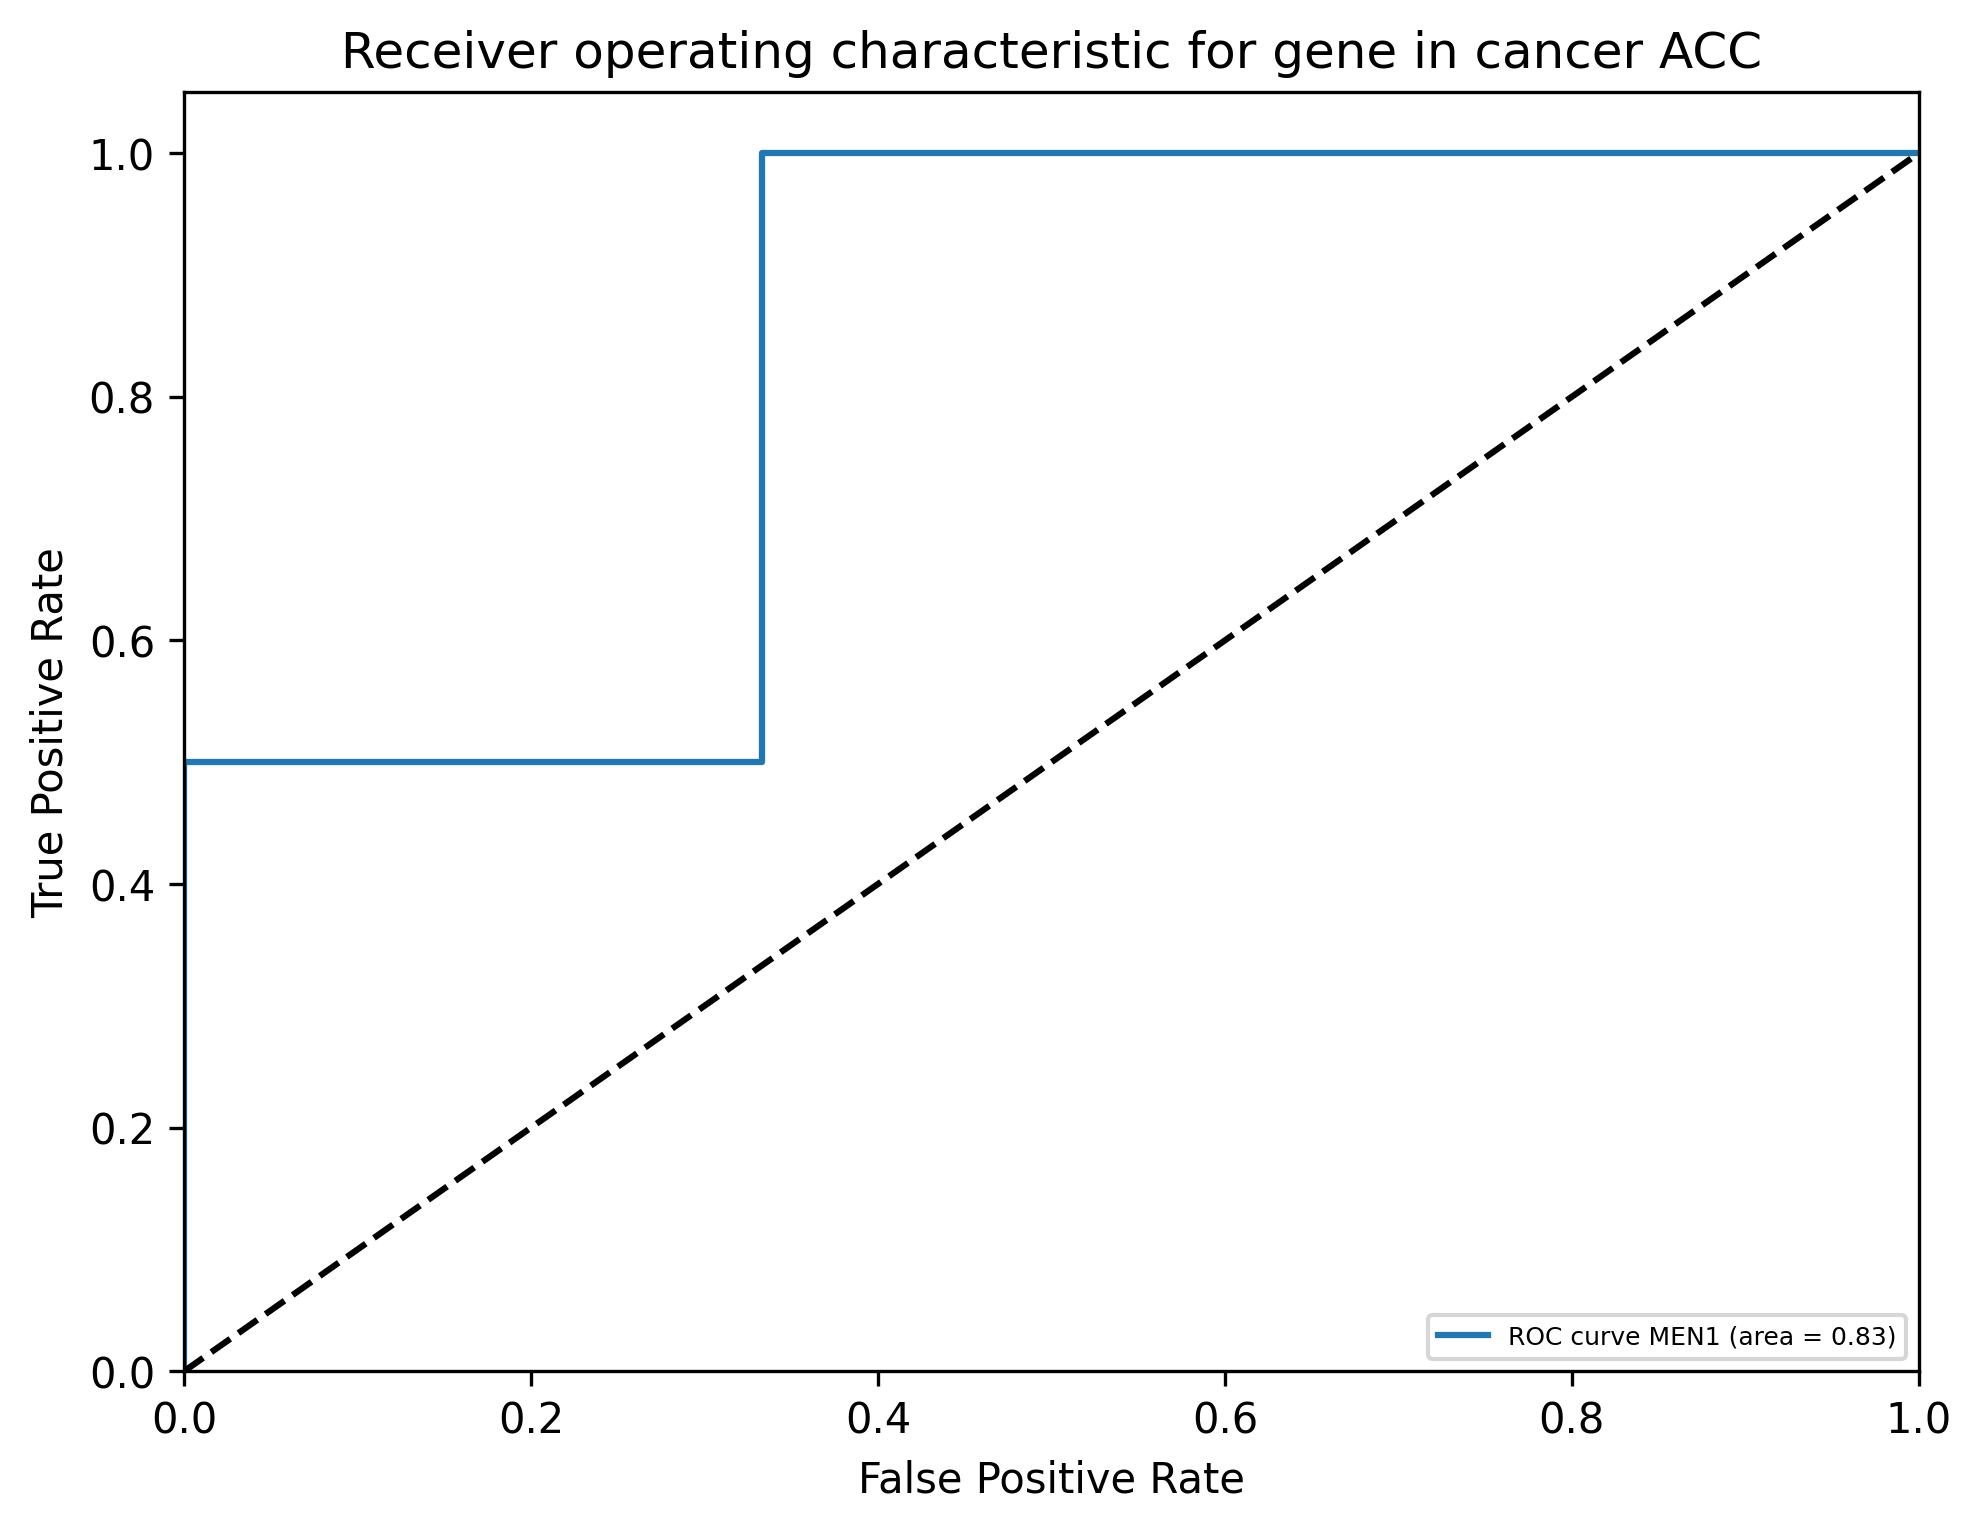 Receiver operating characteristic for gene in cancer ACC
True Positive Rate
1.0
0.8
0.6
0.4
0.2
0.0
ROC curve MEN1 (area = 0.83)
0.0 0.2 0.4 0.6 0.8 1.0
False Positive Rate